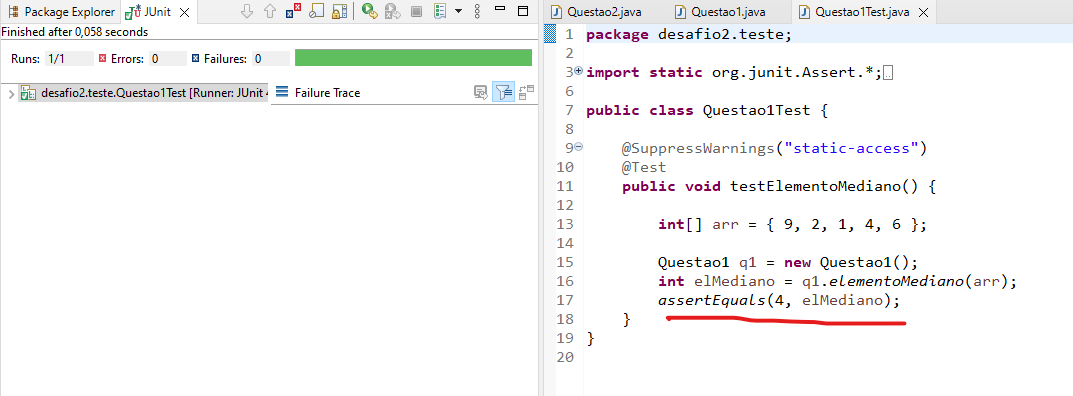 Package Explorer JUnit
Finished after 0,058 seconds
Runs: 1/1 Errors: 0 Failures: 0
desafio2.teste.Questao1Test [Runner: JUnit 4
Failure Trace
Questao2.java Questao1.java Questao1Test.java
1 package desafio2.teste;
2
3 import static org.junit.Assert.*;
6
7 public class Questao1Test {
8
9 @SuppressWarnings("static-access")
10 @Test
11 public void testElementoMediano() {
12
13 int[] arr = { 9, 2, 1, 4, 6 };
14
15 Questao1 q1 = new Questao1();
16 int elMediano = q1.elementoMediano(arr);
17 assertEquals(4, elMediano);
18 }
19 }
20